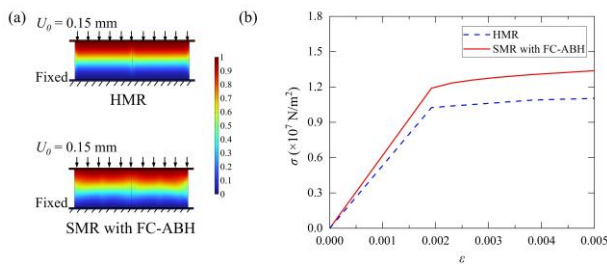 (a)
U₀ = 0.15 mm
Fixed
HMR
U₀ = 0.15 mm
Fixed
SMR with FC-ABH
1
0.9
0.8
0.7
0.6
0.5
0.4
0.3
0.2
0.1
0
(b)
1.8
1.5
1.2
0.9
0.6
0.3
0.0
σ (×10⁷ N/m²)
HMR
SMR with FC-ABH
0.000 0.001 0.002 0.003 0.004 0.005
ε